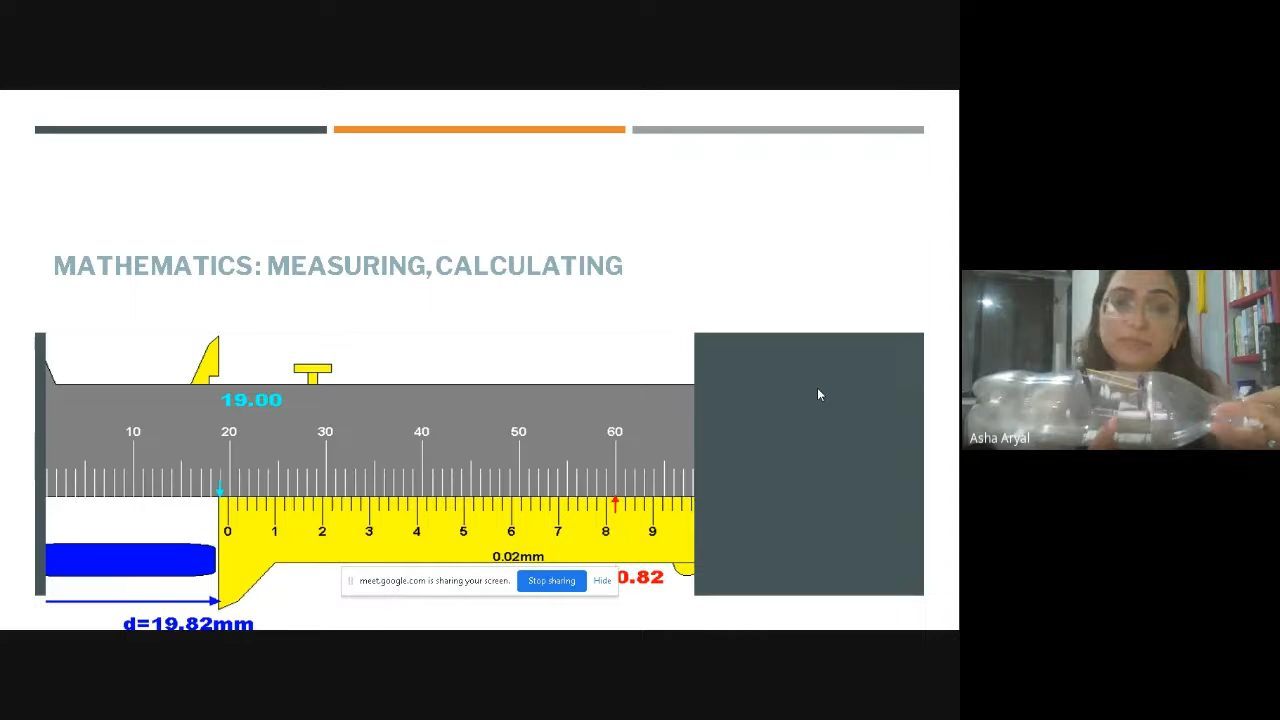 MATHEMATICS: MEASURING, CALCULATING
19.00
10 20 30 40 50 60
0 1 2 3 4 5 6 7 8 9
0.02mm
meet.google.com is sharing your screen. Stop sharing Hide
0.82
d=19.82mm
Asha Aryal